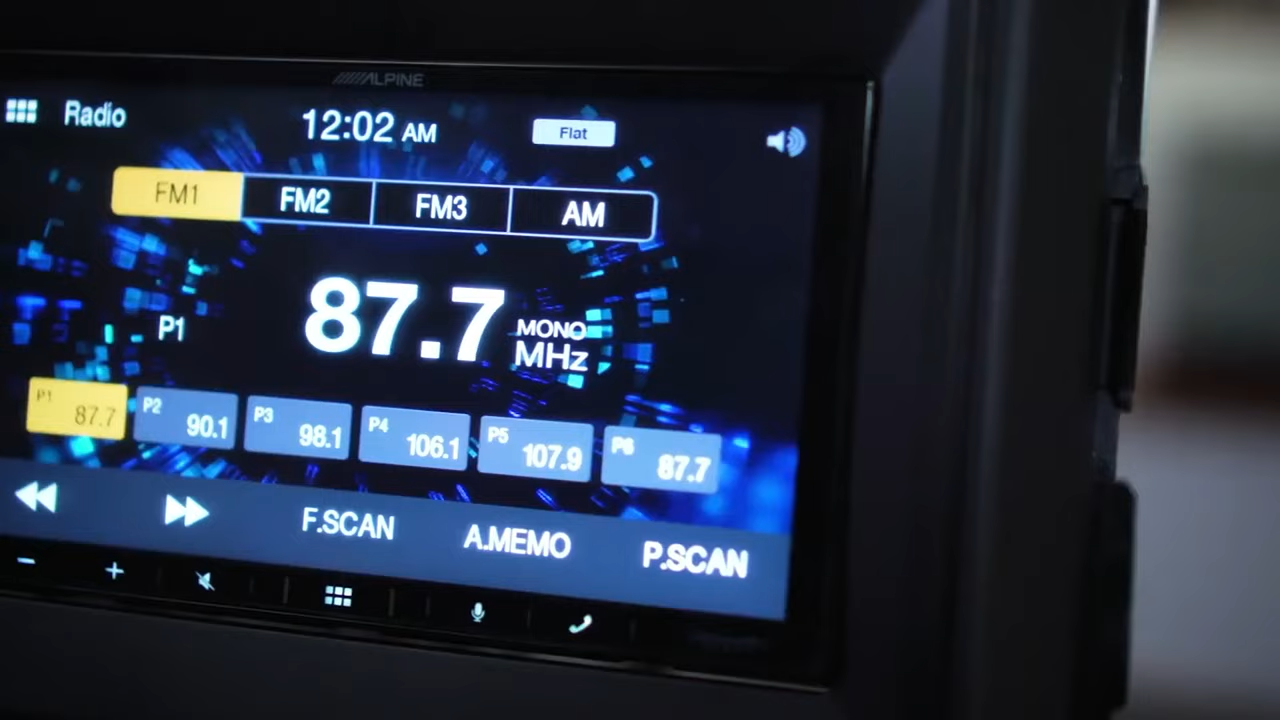 ALPINE
Radio 12:02 AM Flat
FM1 FM2 FM3 AM
P1 87.7 MONO MHz
P1 87.7 P2 90.1 P3 98.1 P4 106.1 P5 107.9 P6 87.7
F.SCAN A.MEMO P.SCAN